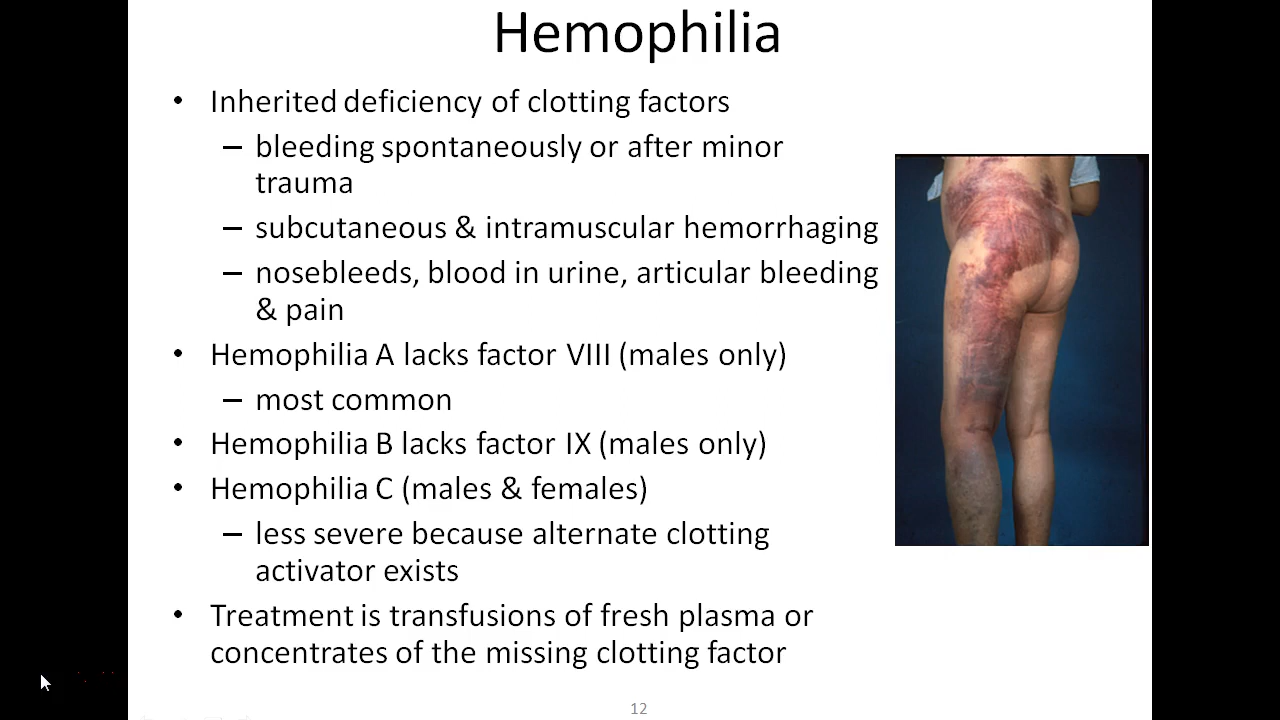 Hemophilia
• Inherited deficiency of clotting factors
– bleeding spontaneously or after minor
trauma
– subcutaneous & intramuscular hemorrhaging
– nosebleeds, blood in urine, articular bleeding
& pain
• Hemophilia A lacks factor VIII (males only)
– most common
• Hemophilia B lacks factor IX (males only)
• Hemophilia C (males & females)
– less severe because alternate clotting
activator exists
• Treatment is transfusions of fresh plasma or
concentrates of the missing clotting factor
12